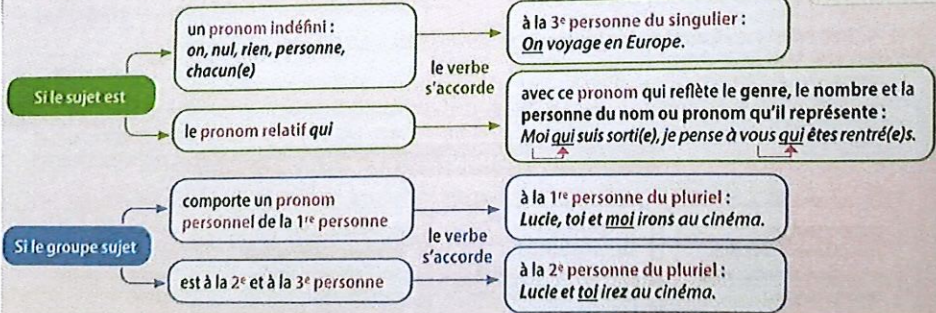 un pronom indéfini :
on, nul, rien, personne,
chacun(e)
à la 3e personne du singulier :
On voyage en Europe.
Si le sujet est
le verbe
s'accorde
le pronom relatif qui
avec ce pronom qui reflète le genre, le nombre et la
personne du nom ou pronom qu'il représente :
Moi qui suis sorti(e), je pense à vous qui êtes rentré(e)s.
comporte un pronom
personnel de la 1re personne
à la 1re personne du pluriel :
Lucie, toi et moi irons au cinéma.
Si le groupe sujet
le verbe
s'accorde
est à la 2e et à la 3e personne
à la 2e personne du pluriel :
Lucie et toi irez au cinéma.